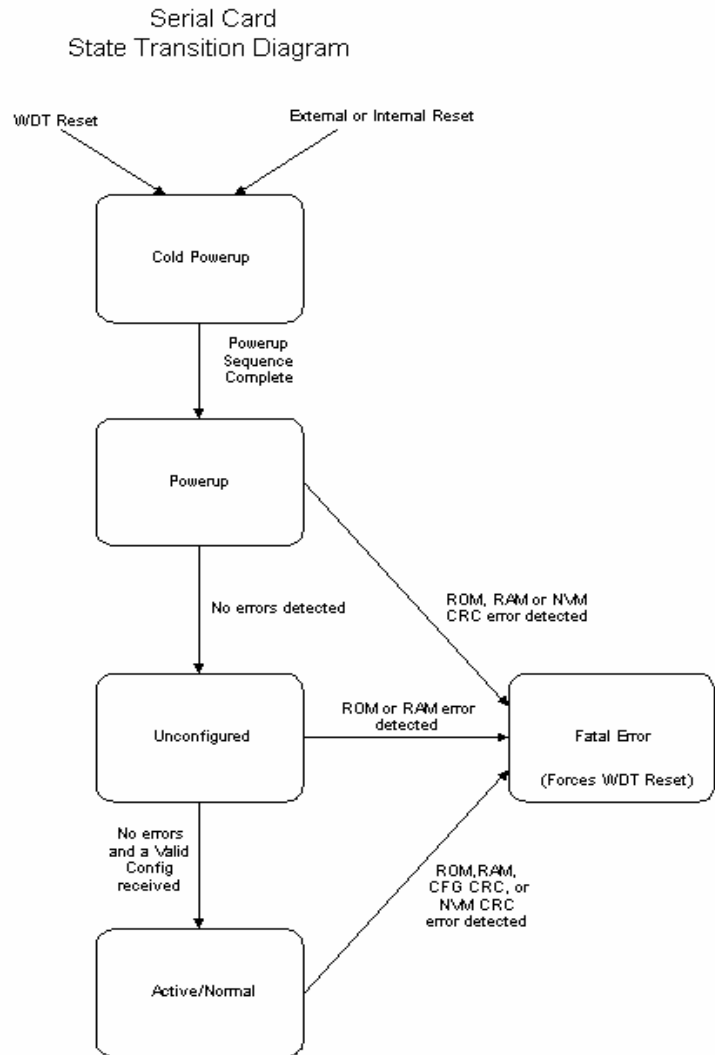 Serial Card
State Transition Diagram
WDT Reset
External or Internal Reset
Cold Powerup
Powerup
Sequence
Complete
Powerup
No errors detected
ROM, RAM or NVM
CRC error detected
Unconfigured
ROM or RAM error
detected
Fatal Error
(Forces WDT Reset)
No errors
and a Valid
Config
received
ROM,RAM,
CFG CRC, or
NVM CRC
error detected
Active/Normal